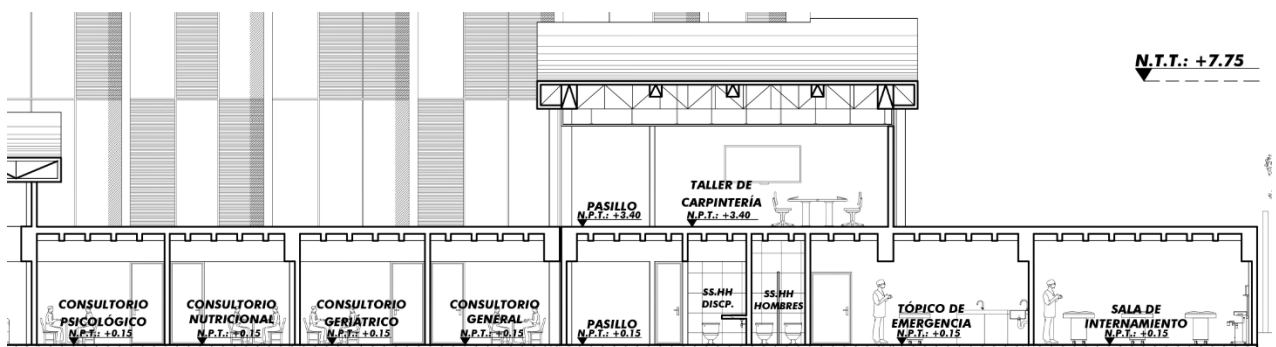 N.T.T.: +7.75
PASILLO
N.P.T.: +3.40
TALLER DE
CARPINTERÍA
N.P.T.: +3.40
CONSULTORIO
PSICOLÓGICO
N.P.T.: +0.15
CONSULTORIO
NUTRICIONAL
N.P.T.: +0.15
CONSULTORIO
GERIÁTRICO
N.P.T.: +0.15
CONSULTORIO
GENERAL
N.P.T.: +0.15
PASILLO
N.P.T.: +0.15
SS.HH
DISCP.
SS.HH
HOMBRES
TÓPICO DE
EMERGENCIA
N.P.T.: +0.15
SALA DE
INTERNAMIENTO
N.P.T.: +0.15